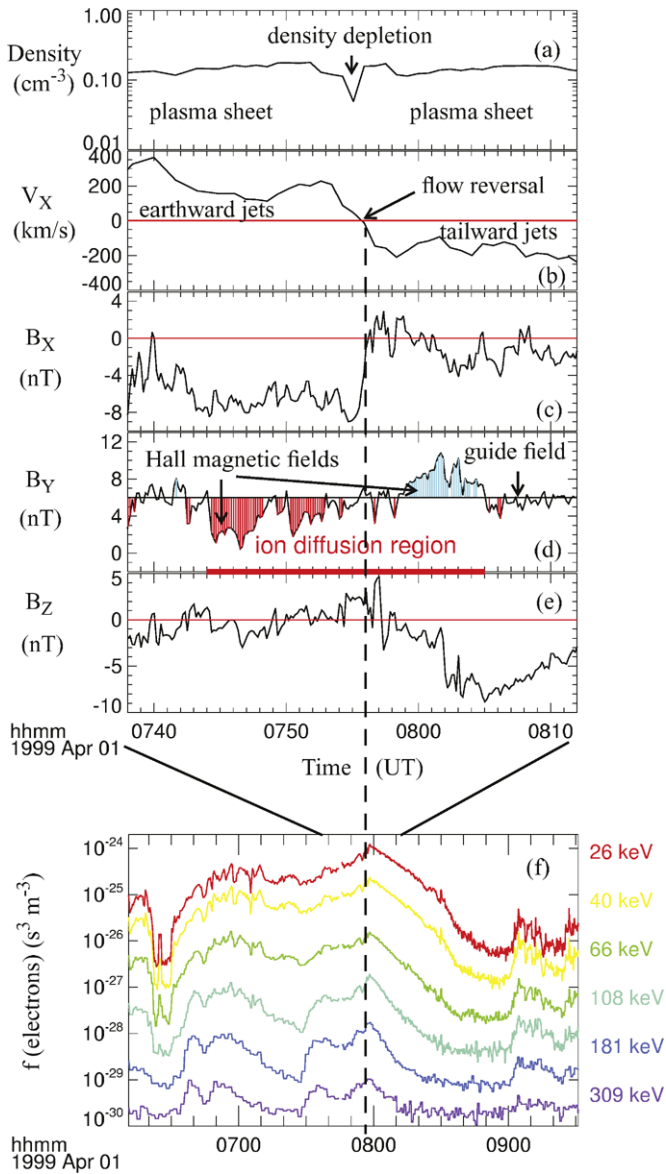 1.00
Density
(cm⁻³)
0.10
0.01
density depletion
(a)
plasma sheet
plasma sheet
400
200
0
-200
-400
V_X
(km/s)
earthward jets
flow reversal
tailward jets
(b)
4
0
-4
-8
B_X
(nT)
(c)
12
8
4
0
B_Y
(nT)
Hall magnetic fields
guide field
ion diffusion region
(d)
5
0
-5
-10
B_Z
(nT)
(e)
hhmm
1999 Apr 01
0740
0750
0800
0810
Time (UT)
10⁻²⁴
10⁻²⁵
10⁻²⁶
10⁻²⁷
10⁻²⁸
10⁻²⁹
10⁻³⁰
f (electrons) (s³ m⁻³)
(f)
26 keV
40 keV
66 keV
108 keV
181 keV
309 keV
hhmm
1999 Apr 01
0700
0800
0900